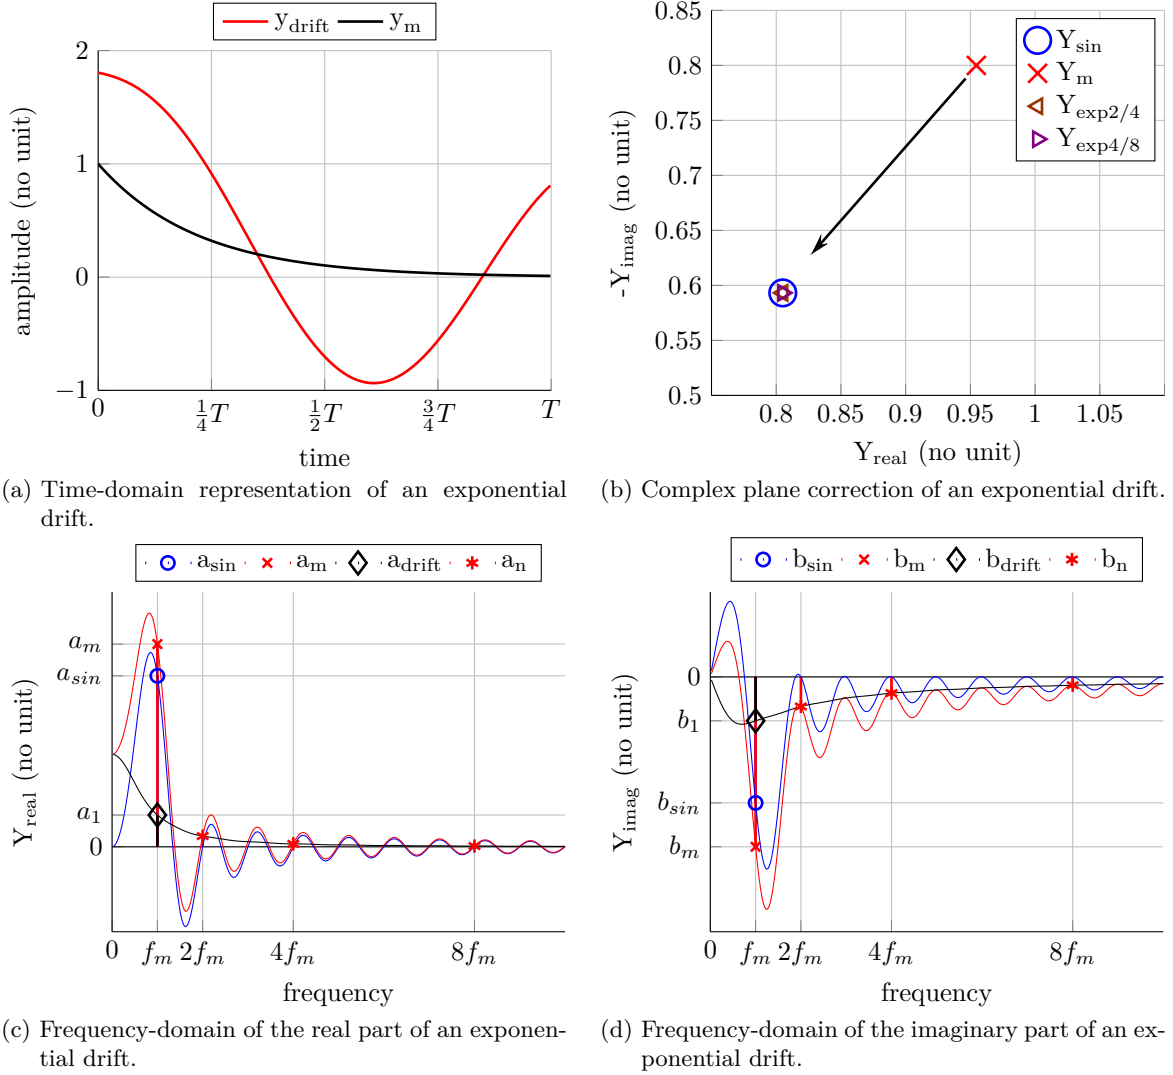 y_drift y_m
2
1
0
−1
0 1/4 T 1/2 T 3/4 T T
amplitude (no unit)
time
(a) Time-domain representation of an exponential
drift.
Y_sin
Y_m
Y_exp2/4
Y_exp4/8
0.85
0.8
0.75
0.7
0.65
0.6
0.55
0.5
0.8 0.85 0.9 0.95 1 1.05
-Y_imag (no unit)
Y_real (no unit)
(b) Complex plane correction of an exponential drift.
a_sin a_m a_drift a_n
a_m
a_sin
a_1
0
0 f_m 2f_m 4f_m 8f_m
Y_real (no unit)
frequency
(c) Frequency-domain of the real part of an exponen-
tial drift.
b_sin b_m b_drift b_n
0
b_1
b_sin
b_m
0 f_m 2f_m 4f_m 8f_m
Y_imag (no unit)
frequency
(d) Frequency-domain of the imaginary part of an ex-
ponential drift.